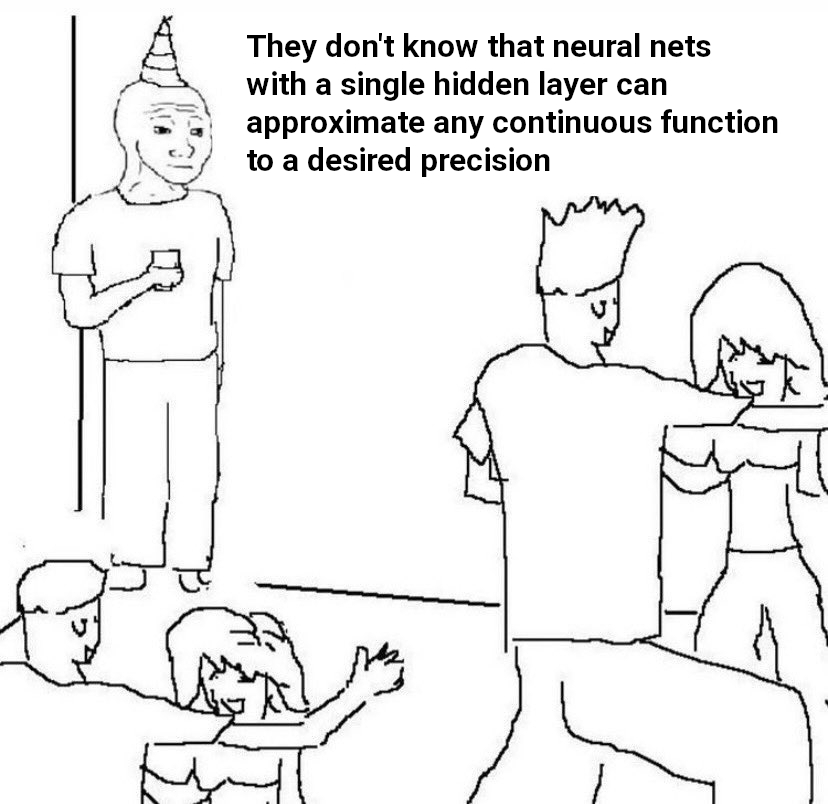 They don't know that neural nets
with a single hidden layer can
approximate any continuous function
to a desired precision